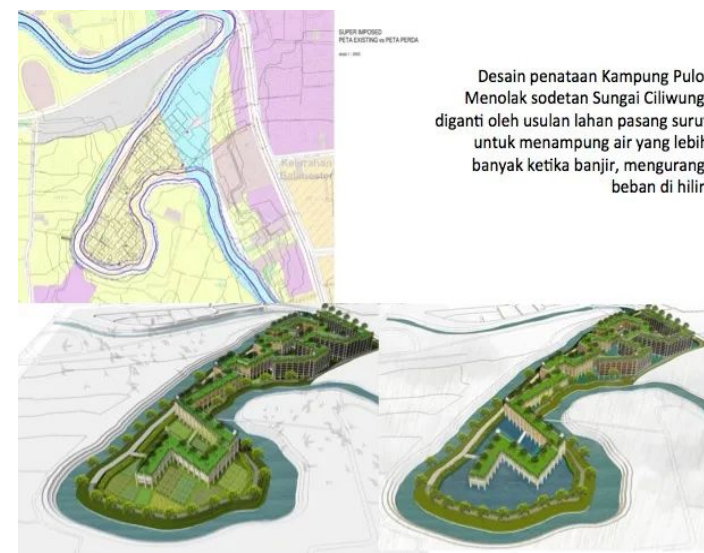 SUPER IMPOSED
PETA EXISTING vs PETA PERDA
Desain penataan Kampung Pulo
Menolak sodetan Sungai Ciliwung
diganti oleh usulan lahan pasang surut
untuk menampung air yang lebih
banyak ketika banjir, mengurang
beban di hilir
Kelurahan